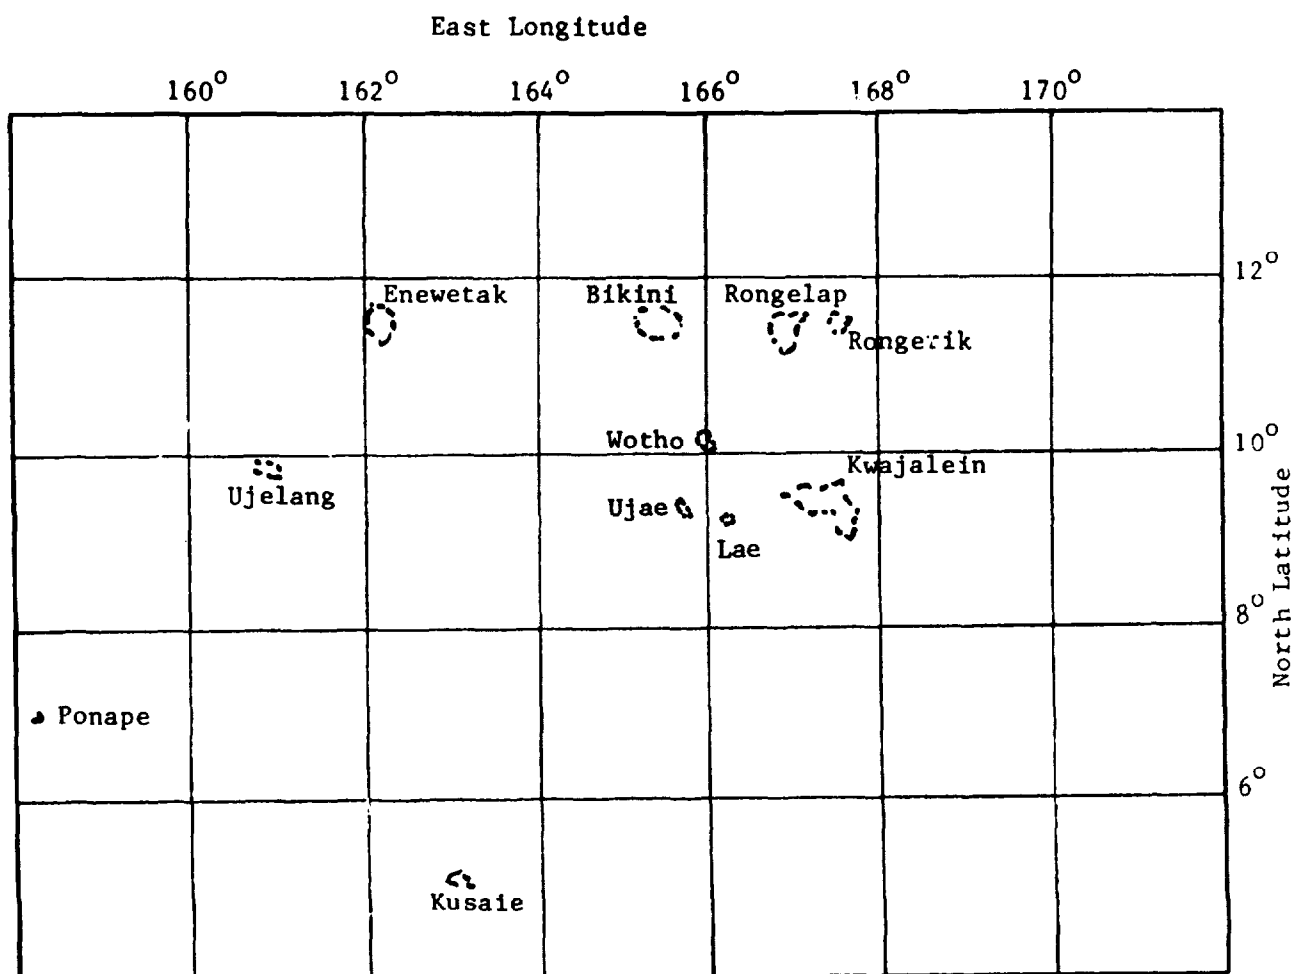 East Longitude
160° 162° 164° 166° 168° 170°
12°
Enewetak Bikini Rongelap
Rongerik
10°
Wotho
Kwajalein
Ujelang
Ujae
Lae
8°
North Latitude
Ponape
6°
Kusaie